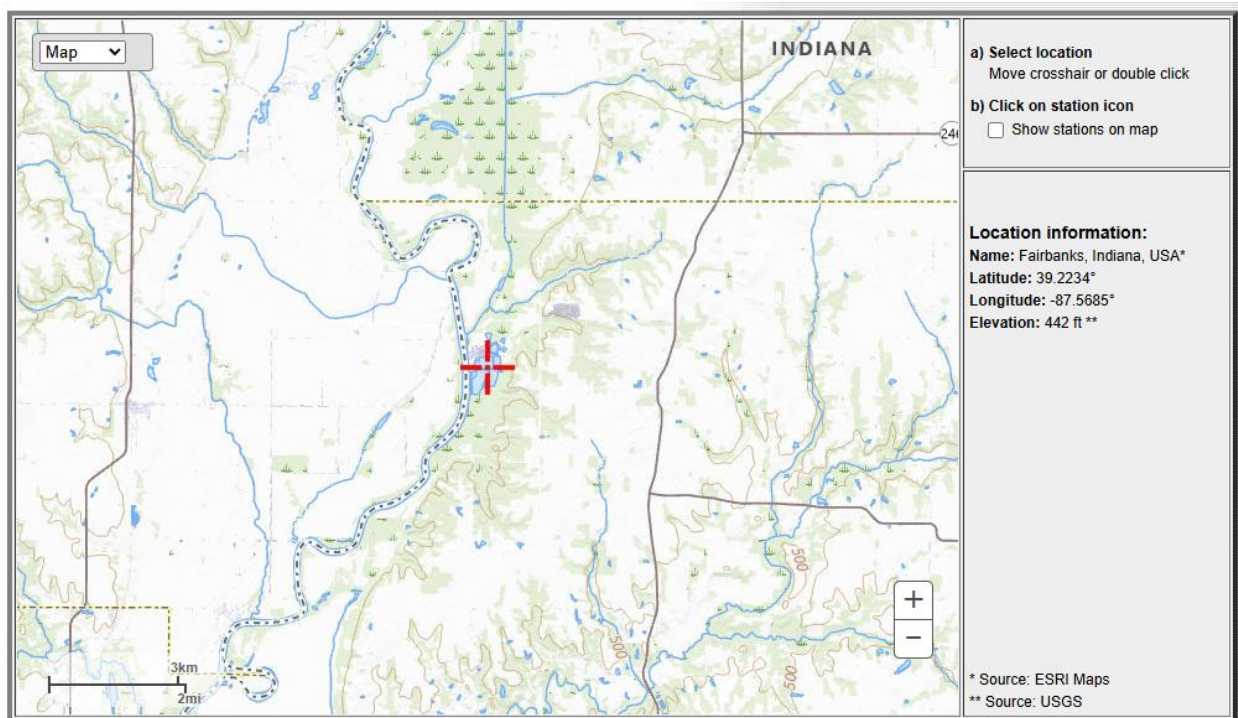 Map
INDIANA
246
500
500
500
3km
2mi
+
−
a) Select location
Move crosshair or double click
b) Click on station icon
Show stations on map
Location information:
Name: Fairbanks, Indiana, USA*
Latitude: 39.2234°
Longitude: -87.5685°
Elevation: 442 ft **
* Source: ESRI Maps
** Source: USGS